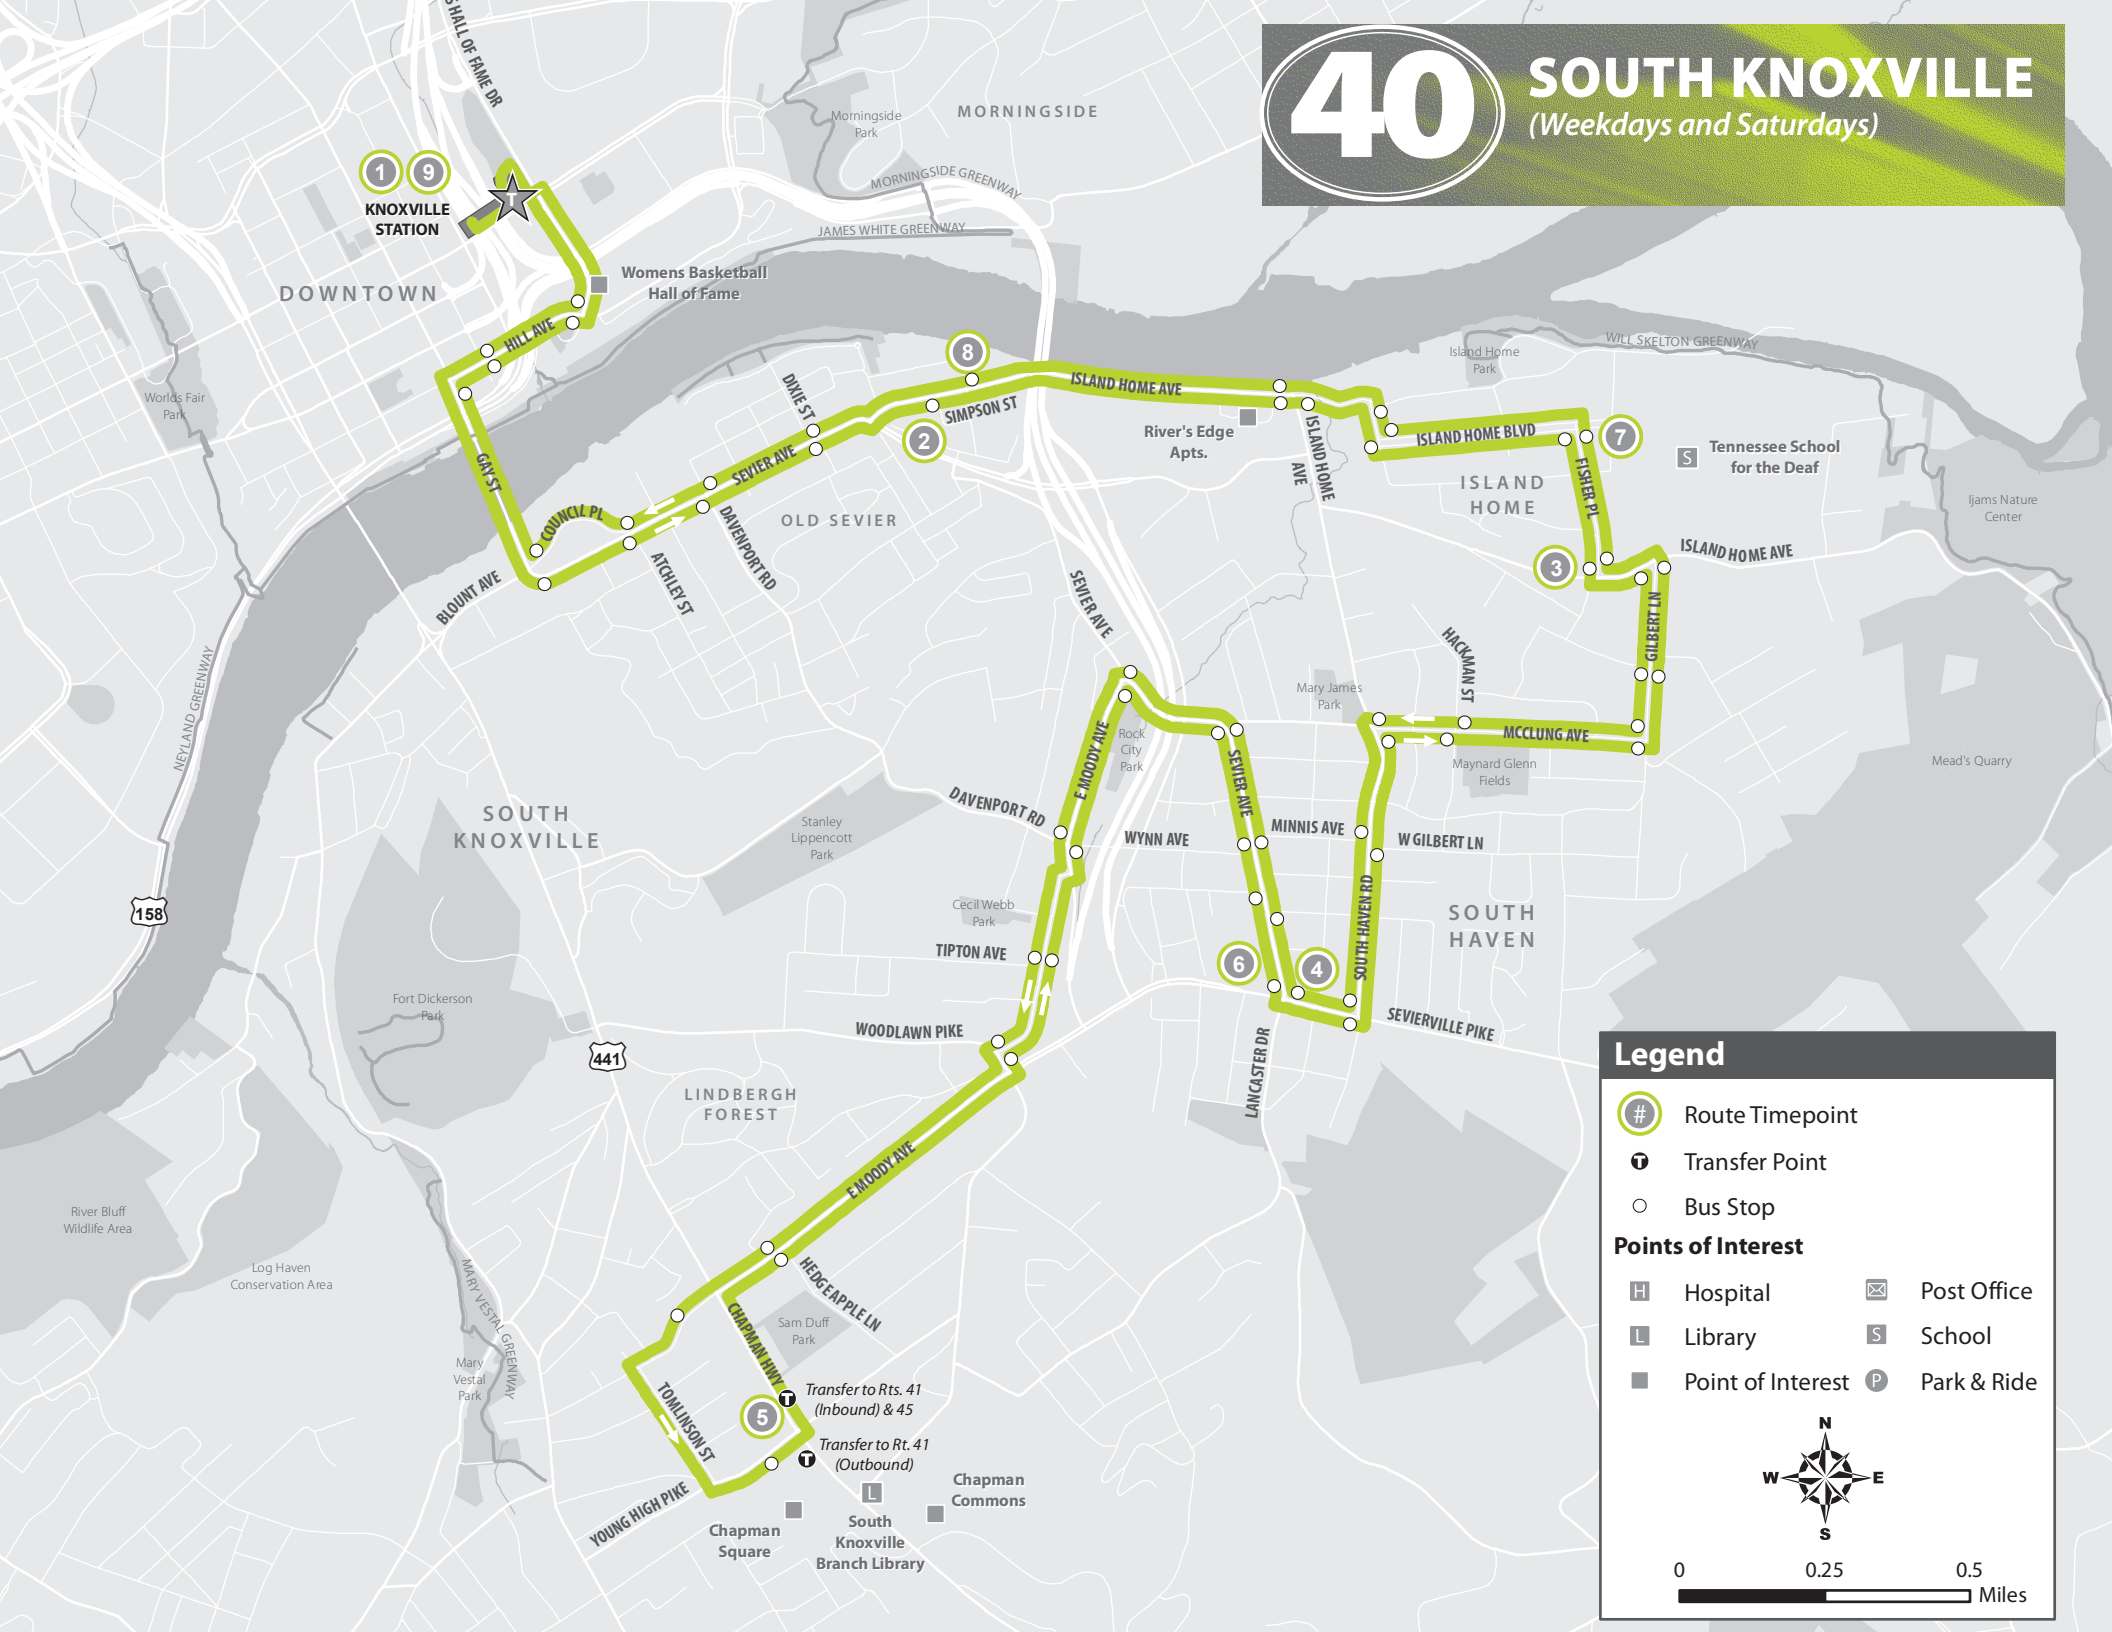 40
SOUTH KNOXVILLE
(Weekdays and Saturdays)
S HALL OF FAME DR
Morningside
Park
MORNINGSIDE
MORNINGSIDE GREENWAY
JAMES WHITE GREENWAY
1
9
KNOXVILLE
STATION
T
DOWNTOWN
Womens Basketball
Hall of Fame
HILL AVE
Worlds Fair
Park
GAY ST
COUNCIL PL
BLOUNT AVE
DIXIE ST
SEVIER AVE
8
2
SIMPSON ST
ISLAND HOME AVE
OLD SEVIER
DAVENPORT RD
ATCHLEY ST
River's Edge
Apts.
ISLAND HOME
AVE
Island Home
Park
WILL SKELTON GREENWAY
ISLAND HOME BLVD
7
S
Tennessee School
for the Deaf
ISLAND
HOME
FISHER PL
Ijams Nature
Center
3
ISLAND HOME AVE
GILBERT LN
SEVIER AVE
HACKMAN ST
Mary James
Park
MCCLUNG AVE
Maynard Glenn
Fields
Mead's Quarry
NEYLAND GREENWAY
Rock
City
Park
E MOODY AVE
SEVIER AVE
DAVENPORT RD
WYNN AVE
MINNIS AVE
W GILBERT LN
SOUTH
KNOXVILLE
Stanley
Lippencott
Park
Cecil Webb
Park
TIPTON AVE
SOUTH HAVEN RD
SOUTH
HAVEN
158
6
4
SEVIERVILLE PIKE
LANCASTER DR
Fort Dickerson
Park
441
WOODLAWN PIKE
LINDBERGH
FOREST
E MOODY AVE
River Bluff
Wildlife Area
Log Haven
Conservation Area
MARY VESTAL GREENWAY
Mary
Vestal
Park
HEDGEAPPLE LN
Sam Duff
Park
CHAPMAN HWY
TOMLINSON ST
5
T
Transfer to Rts. 41
(Inbound) & 45
T
Transfer to Rt. 41
(Outbound)
YOUNG HIGH PIKE
Chapman
Square
L
South
Knoxville
Branch Library
Chapman
Commons
Legend
# Route Timepoint
T Transfer Point
Bus Stop
Points of Interest
H Hospital
Post Office
L Library
S School
Point of Interest
P Park & Ride
N
W E
S
0 0.25 0.5
Miles